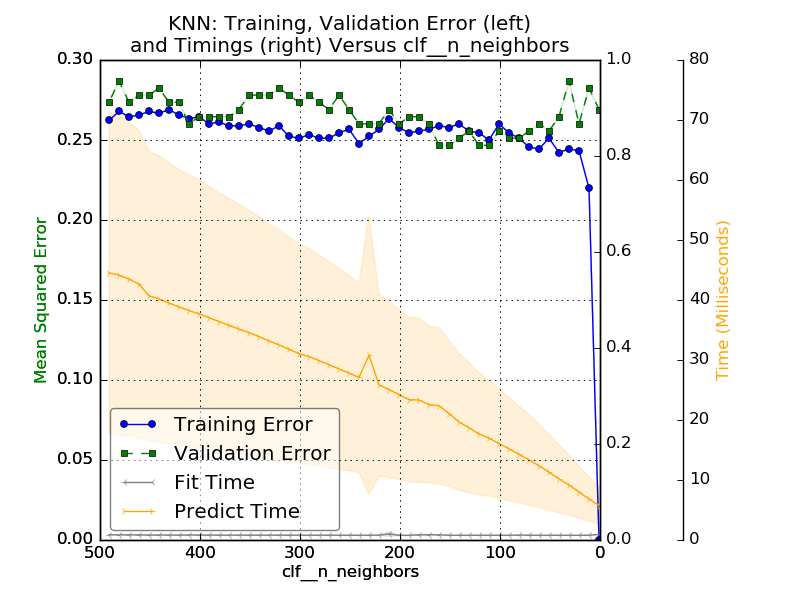 KNN: Training, Validation Error (left)
and Timings (right) Versus clf__n_neighbors
Mean Squared Error
0.30
0.25
0.20
0.15
0.10
0.05
0.00
1.0
0.8
0.6
0.4
0.2
0.0
80
70
60
50
40
30
20
10
0
Time (Milliseconds)
Training Error
Validation Error
Fit Time
Predict Time
500 400 300 200 100 0
clf__n_neighbors